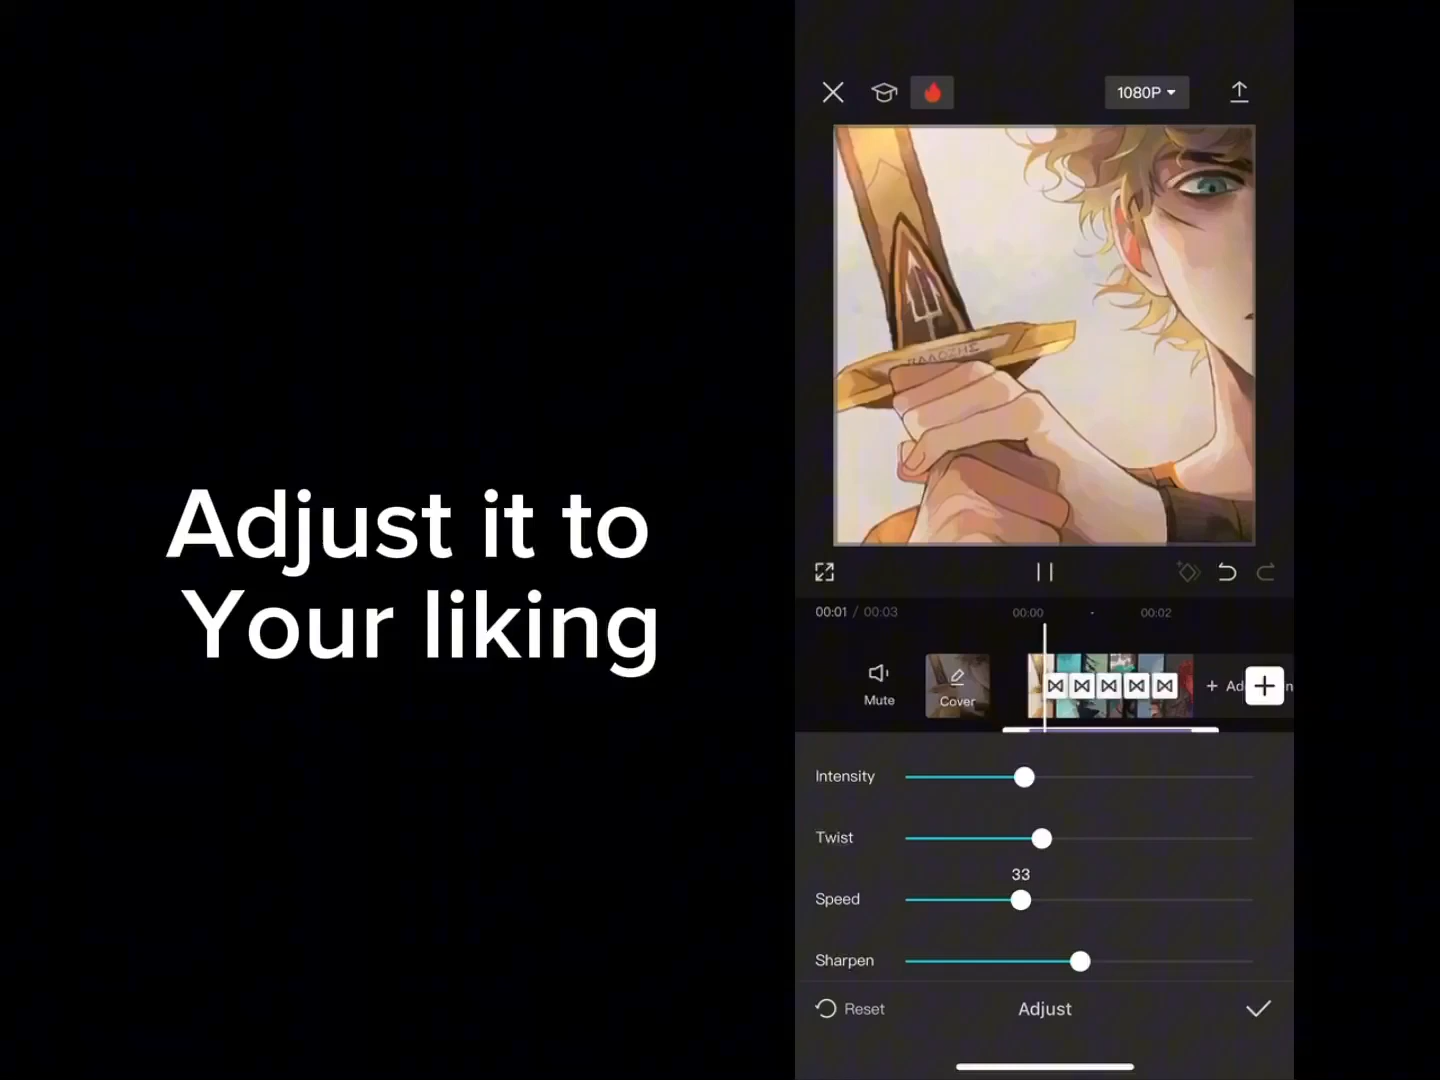 Adjust it to
Your liking
1080P
00:01 / 00:03
00:00
00:02
Mute
Cover
Intensity
Twist
33
Speed
Sharpen
Reset
Adjust